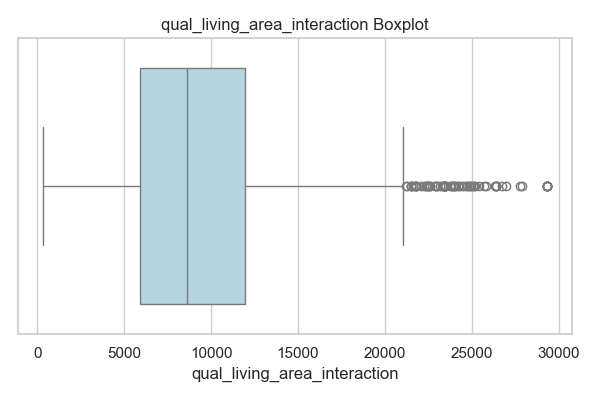 qual_living_area_interaction Boxplot
0 5000 10000 15000 20000 25000 30000
qual_living_area_interaction